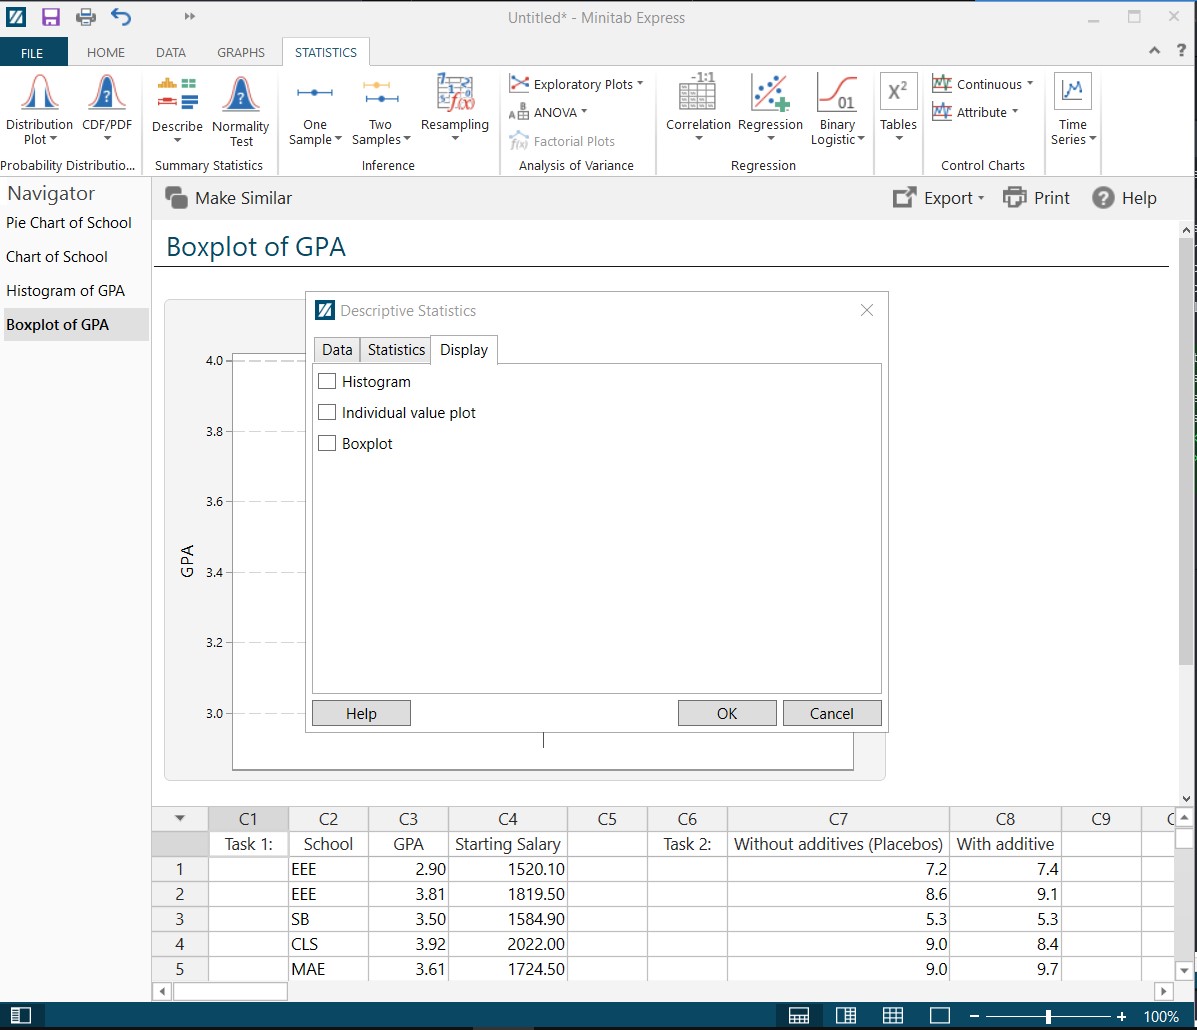 Untitled* - Minitab Express
FILE HOME DATA GRAPHS STATISTICS
Distribution Plot
CDF/PDF
Probability Distributio...
Describe
Normality Test
Summary Statistics
One Sample
Two Samples
Resampling
Inference
Exploratory Plots
ANOVA
Factorial Plots
Analysis of Variance
Correlation
Regression
Binary Logistic
Regression
Tables
Continuous
Attribute
Control Charts
Time Series
Navigator
Pie Chart of School
Chart of School
Histogram of GPA
Boxplot of GPA
Make Similar
Export Print Help
Boxplot of GPA
4.0
3.8
3.6
3.4
3.2
3.0
GPA
Descriptive Statistics
Data Statistics Display
Histogram
Individual value plot
Boxplot
Help OK Cancel
C1 C2 C3 C4 C5 C6 C7 C8 C9
Task 1: School GPA Starting Salary Task 2: Without additives (Placebos) With additive
1 EEE 2.90 1520.10 7.2 7.4
2 EEE 3.81 1819.50 8.6 9.1
3 SB 3.50 1584.90 5.3 5.3
4 CLS 3.92 2022.00 9.0 8.4
5 MAE 3.61 1724.50 9.0 9.7
100%